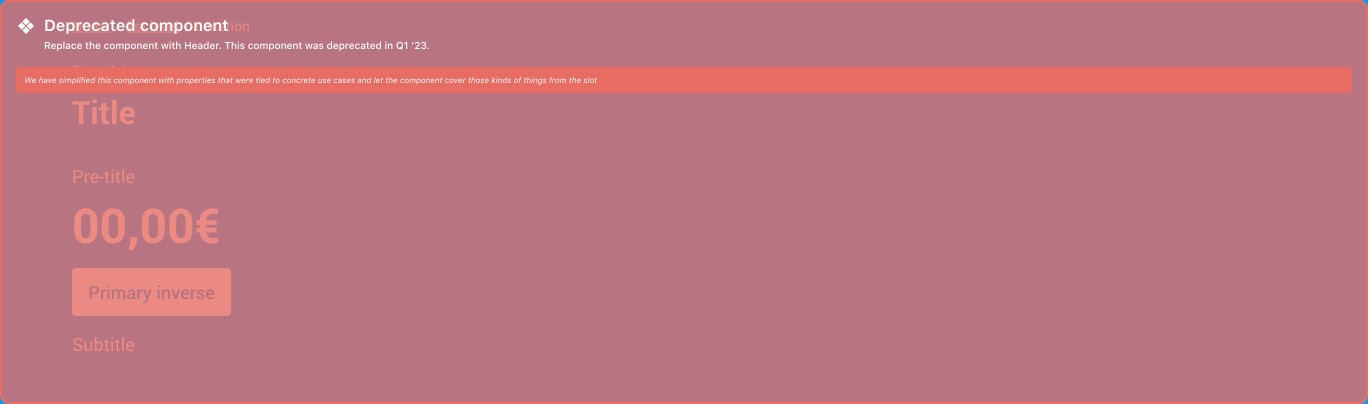 Deprecated component
Replace the component with Header. This component was deprecated in Q1 ‘23.
We have simplified this component with properties that were tied to concrete use cases and let the component cover those kinds of things from the slot
Title
Pre-title
00,00€
Primary inverse
Subtitle